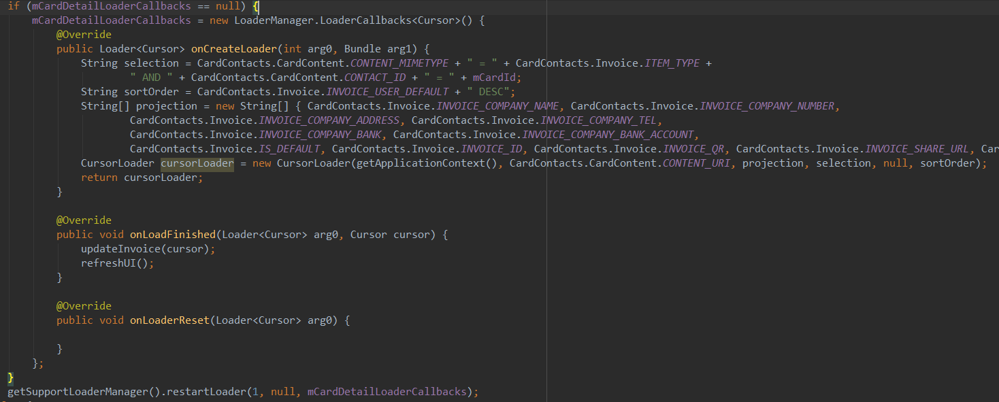 if (mCardDetailLoaderCallbacks == null) {
    mCardDetailLoaderCallbacks = new LoaderManager.LoaderCallbacks<Cursor>() {
        @Override
        public Loader<Cursor> onCreateLoader(int arg0, Bundle arg1) {
            String selection = CardContacts.CardContent.CONTENT_MIMETYPE + " = " + CardContacts.Invoice.ITEM_TYPE +
                    " AND " + CardContacts.CardContent.CONTACT_ID + " = " + mCardId;
            String sortOrder = CardContacts.Invoice.INVOICE_USER_DEFAULT + " DESC";
            String[] projection = new String[] { CardContacts.Invoice.INVOICE_COMPANY_NAME, CardContacts.Invoice.INVOICE_COMPANY_NUMBER,
                    CardContacts.Invoice.INVOICE_COMPANY_ADDRESS, CardContacts.Invoice.INVOICE_COMPANY_TEL,
                    CardContacts.Invoice.INVOICE_COMPANY_BANK, CardContacts.Invoice.INVOICE_COMPANY_BANK_ACCOUNT,
                    CardContacts.Invoice.IS_DEFAULT, CardContacts.Invoice.INVOICE_ID, CardContacts.Invoice.INVOICE_QR, CardContacts.Invoice.INVOICE_SHARE_URL, Car
            CursorLoader cursorLoader = new CursorLoader(getApplicationContext(), CardContacts.CardContent.CONTENT_URI, projection, selection, null, sortOrder);
            return cursorLoader;
        }
        @Override
        public void onLoadFinished(Loader<Cursor> arg0, Cursor cursor) {
            updateInvoice(cursor);
            refreshUI();
        }
        @Override
        public void onLoaderReset(Loader<Cursor> arg0) {
        }
    };
}
getSupportLoaderManager().restartLoader(1, null, mCardDetailLoaderCallbacks);